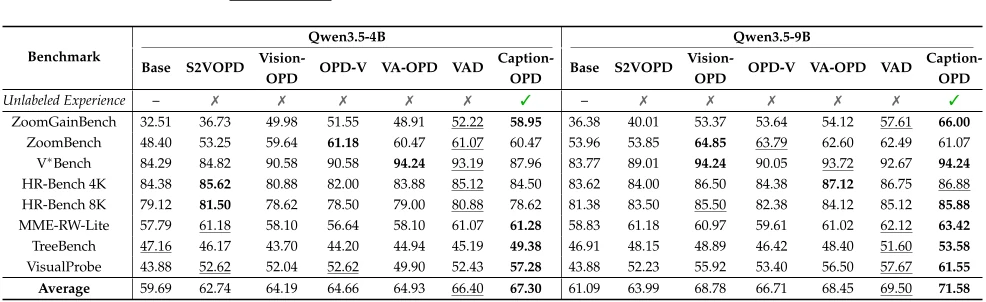 Qwen3.5-4B Qwen3.5-9B
Benchmark Base S2VOPD Vision-OPD OPD-V VA-OPD VAD Caption-OPD Base S2VOPD Vision-OPD OPD-V VA-OPD VAD Caption-OPD
Unlabeled Experience – ✗ ✗ ✗ ✗ ✗ ✓ – ✗ ✗ ✗ ✗ ✗ ✓
ZoomGainBench 32.51 36.73 49.98 51.55 48.91 52.22 58.95 36.38 40.01 53.37 53.64 54.12 57.61 66.00
ZoomBench 48.40 53.25 59.64 61.18 60.47 61.07 60.47 53.96 53.85 64.85 63.79 62.60 62.49 61.07
V*Bench 84.29 84.82 90.58 90.58 94.24 93.19 87.96 83.77 89.01 94.24 90.05 93.72 92.67 94.24
HR-Bench 4K 84.38 85.62 80.88 82.00 83.88 85.12 84.50 83.62 84.00 86.50 84.38 87.12 86.75 86.88
HR-Bench 8K 79.12 81.50 78.62 78.50 79.00 80.88 78.62 81.38 83.50 85.50 82.38 84.12 85.12 85.88
MME-RW-Lite 57.79 61.18 58.10 56.64 58.10 61.07 61.28 58.83 61.18 60.97 59.61 61.02 62.12 63.42
TreeBench 47.16 46.17 43.70 44.20 44.94 45.19 49.38 46.91 48.15 48.89 46.42 48.40 51.60 53.58
VisualProbe 43.88 52.62 52.04 52.62 49.90 52.43 57.28 43.88 52.23 55.92 53.40 56.50 57.67 61.55
Average 59.69 62.74 64.19 64.66 64.93 66.40 67.30 61.09 63.99 68.78 66.71 68.45 69.50 71.58